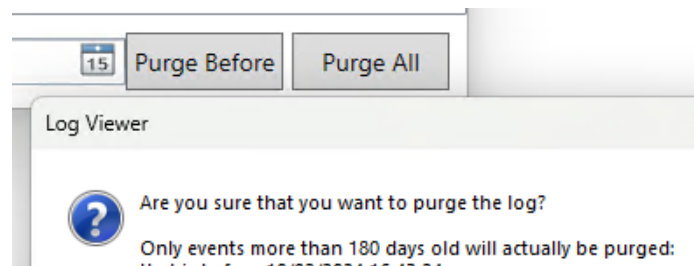 15
Purge Before
Purge All
Log Viewer
Are you sure that you want to purge the log?
Only events more than 180 days old will actually be purged: